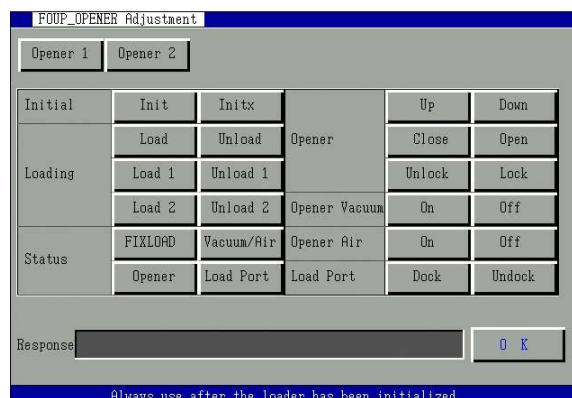 FOUP_OPENER Adjustment
Opener 1 Opener 2
Initial Init Initx Up Down
Loading Load Unload Opener Close Open
Load 1 Unload 1 Unlock Lock
Load 2 Unload 2 Opener Vacuum On Off
Status FIXLOAD Vacuum/Air Opener Air On Off
Opener Load Port Load Port Dock Undock
Response O K
Always use after the loader has been initialized